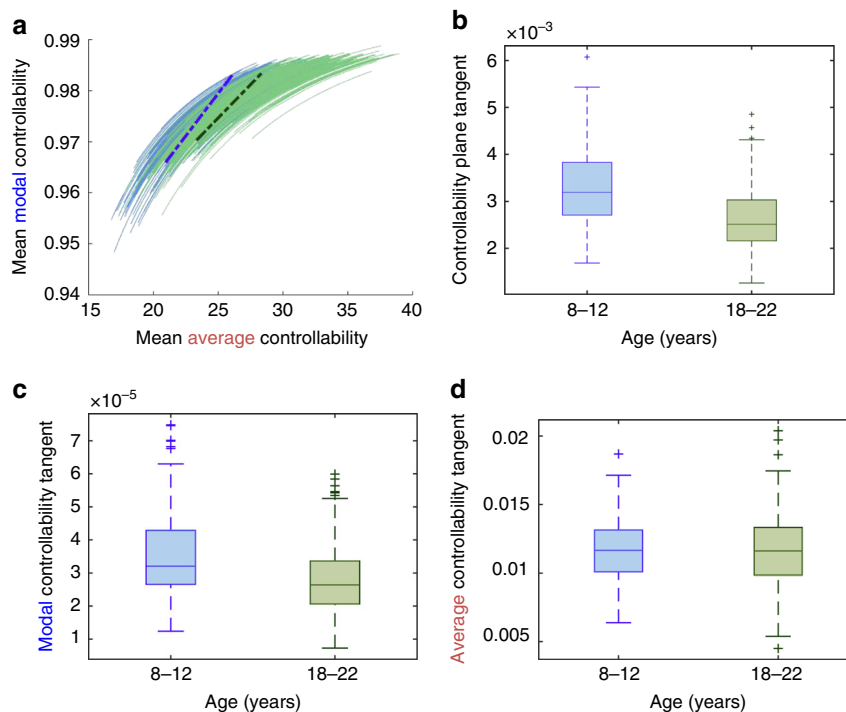 a
0.99
0.98
0.97
0.96
0.95
0.94
15 20 25 30 35 40
Mean modal controllability
Mean average controllability
b
×10⁻³
6
5
4
3
2
Controllability plane tangent
8–12 18–22
Age (years)
c
×10⁻⁵
7
6
5
4
3
2
1
Modal controllability tangent
8–12 18–22
Age (years)
d
0.02
0.015
0.01
0.005
Average controllability tangent
8–12 18–22
Age (years)